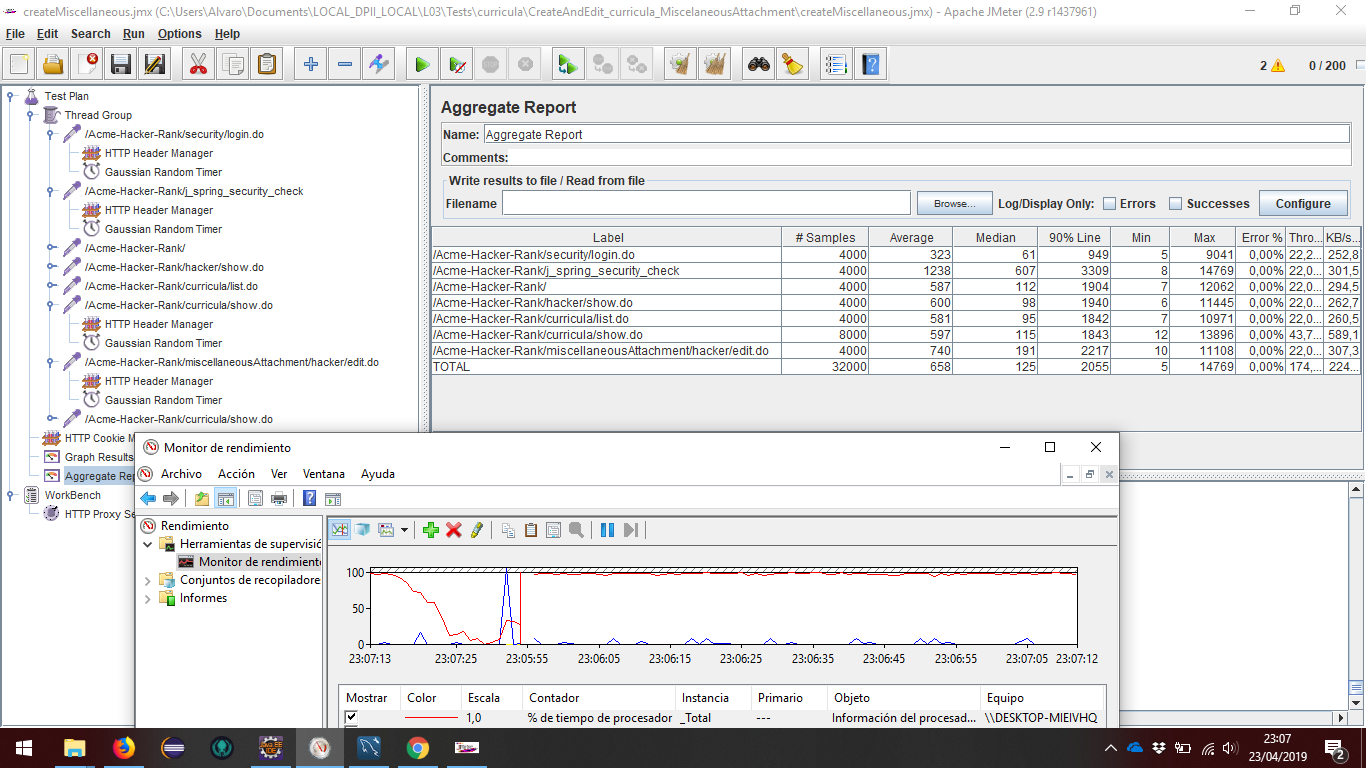 createMiscellaneous.jmx (C:\Users\Alvaro\Documents\LOCAL_DPII_LOCAL\L03\Tests\curricula\CreateAndEdit_curricula_MiscelaneousAttachment\createMiscellaneous.jmx) - Apache JMeter (2.9 r1437961)
File Edit Search Run Options Help
2 0 / 200
Test Plan
Thread Group
/Acme-Hacker-Rank/security/login.do
HTTP Header Manager
Gaussian Random Timer
/Acme-Hacker-Rank/j_spring_security_check
HTTP Header Manager
Gaussian Random Timer
/Acme-Hacker-Rank/
/Acme-Hacker-Rank/hacker/show.do
/Acme-Hacker-Rank/curricula/list.do
/Acme-Hacker-Rank/curricula/show.do
HTTP Header Manager
Gaussian Random Timer
/Acme-Hacker-Rank/miscellaneousAttachment/hacker/edit.do
HTTP Header Manager
Gaussian Random Timer
/Acme-Hacker-Rank/curricula/show.do
HTTP Cookie M
Graph Results
Aggregate Rep
WorkBench
HTTP Proxy Se
Aggregate Report
Name: Aggregate Report
Comments:
Write results to file / Read from file
Filename Browse... Log/Display Only: Errors Successes Configure
Label # Samples Average Median 90% Line Min Max Error % Thro... KB/s...
/Acme-Hacker-Rank/security/login.do 4000 323 61 949 5 9041 0,00% 22,2... 252,8
/Acme-Hacker-Rank/j_spring_security_check 4000 1238 607 3309 8 14769 0,00% 22,0... 301,5
/Acme-Hacker-Rank/ 4000 587 112 1904 7 12062 0,00% 22,0... 294,5
/Acme-Hacker-Rank/hacker/show.do 4000 600 98 1940 6 11445 0,00% 22,0... 262,7
/Acme-Hacker-Rank/curricula/list.do 4000 581 95 1842 7 10971 0,00% 22,0... 260,5
/Acme-Hacker-Rank/curricula/show.do 8000 597 115 1843 12 13896 0,00% 43,7... 589,1
/Acme-Hacker-Rank/miscellaneousAttachment/hacker/edit.do 4000 740 191 2217 10 11108 0,00% 22,0... 307,3
TOTAL 32000 658 125 2055 5 14769 0,00% 174,... 224...
Monitor de rendimiento
Archivo Acción Ver Ventana Ayuda
Rendimiento
Herramientas de supervisió
Monitor de rendimient
Conjuntos de recopiladore
Informes
100
50
0
23:07:13 23:07:25 23:05:55 23:06:05 23:06:15 23:06:25 23:06:35 23:06:45 23:06:55 23:07:05 23:07:12
Mostrar Color Escala Contador Instancia Primario Objeto Equipo
1,0 % de tiempo de procesador _Total --- Información del procesad... \\DESKTOP-MIEIVHQ
23:07
23/04/2019
2